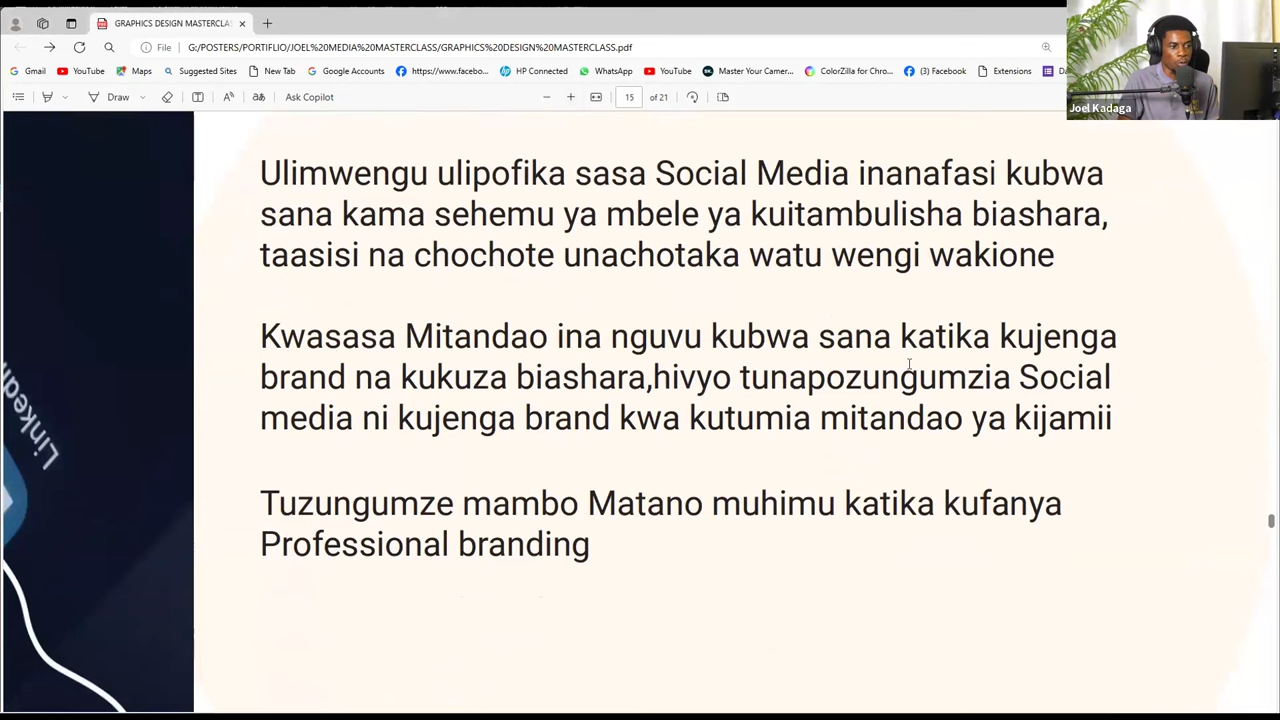 GRAPHICS DESIGN MASTERCLA
File G:/POSTERS/PORTIFLIO/JOEL%20MEDIA%20MASTERCLASS/GRAPHICS%20DESIGN%20MASTERCLASS.pdf
Gmail YouTube Maps Suggested Sites New Tab Google Accounts https://www.facebo... HP Connected WhatsApp YouTube Master Your Camer... ColorZilla for Chro... (3) Facebook Extensions
Draw Ask Copilot 15 of 21
Joel Kadaga
Ulimwengu ulipofika sasa Social Media inanafasi kubwa
sana kama sehemu ya mbele ya kuitambulisha biashara,
taasisi na chochote unachotaka watu wengi wakione
Kwasasa Mitandao ina nguvu kubwa sana katika kujenga
brand na kukuza biashara,hivyo tunapozungumzia Social
media ni kujenga brand kwa kutumia mitandao ya kijamii
Tuzungumze mambo Matano muhimu katika kufanya
Professional branding